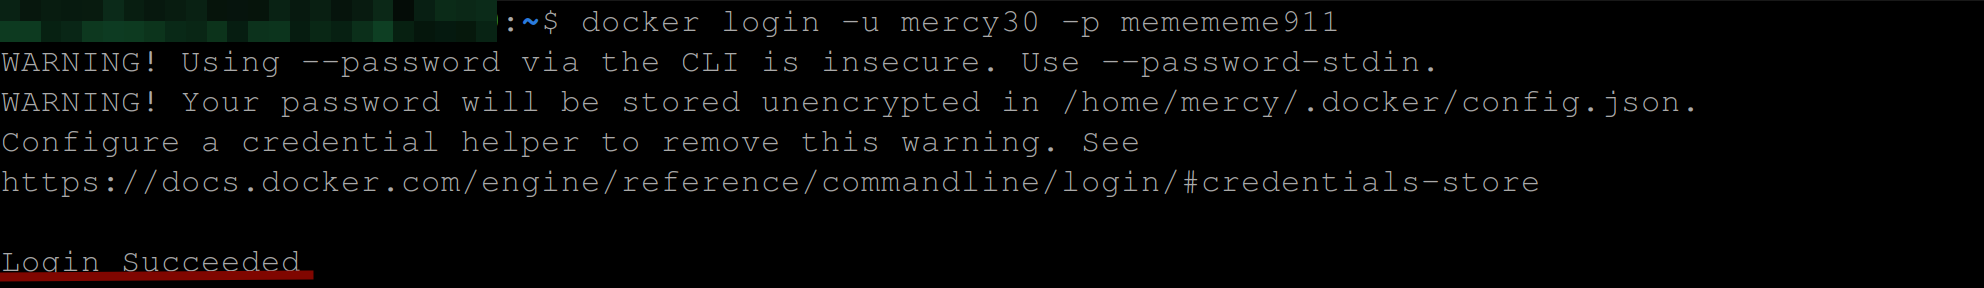 :~$ docker login -u mercy30 -p memememe911
WARNING! Using --password via the CLI is insecure. Use --password-stdin.
WARNING! Your password will be stored unencrypted in /home/mercy/.docker/config.json.
Configure a credential helper to remove this warning. See
https://docs.docker.com/engine/reference/commandline/login/#credentials-store
Login Succeeded